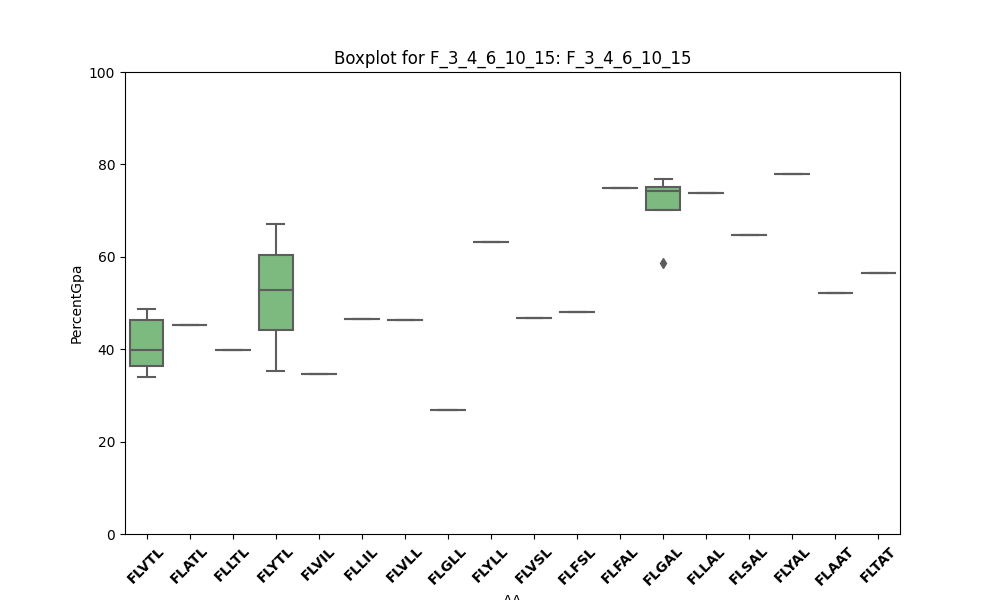 Boxplot for F_3_4_6_10_15: F_3_4_6_10_15
100
80
60
40
20
0
PercentGpa
FLVTL
FLATL
FLLTL
FLYTL
FLVIL
FLLIL
FLVLL
FLGLL
FLYLL
FLVSL
FLFSL
FLFAL
FLGAL
FLLAL
FLSAL
FLYAL
FLAAT
FLTAT
AA